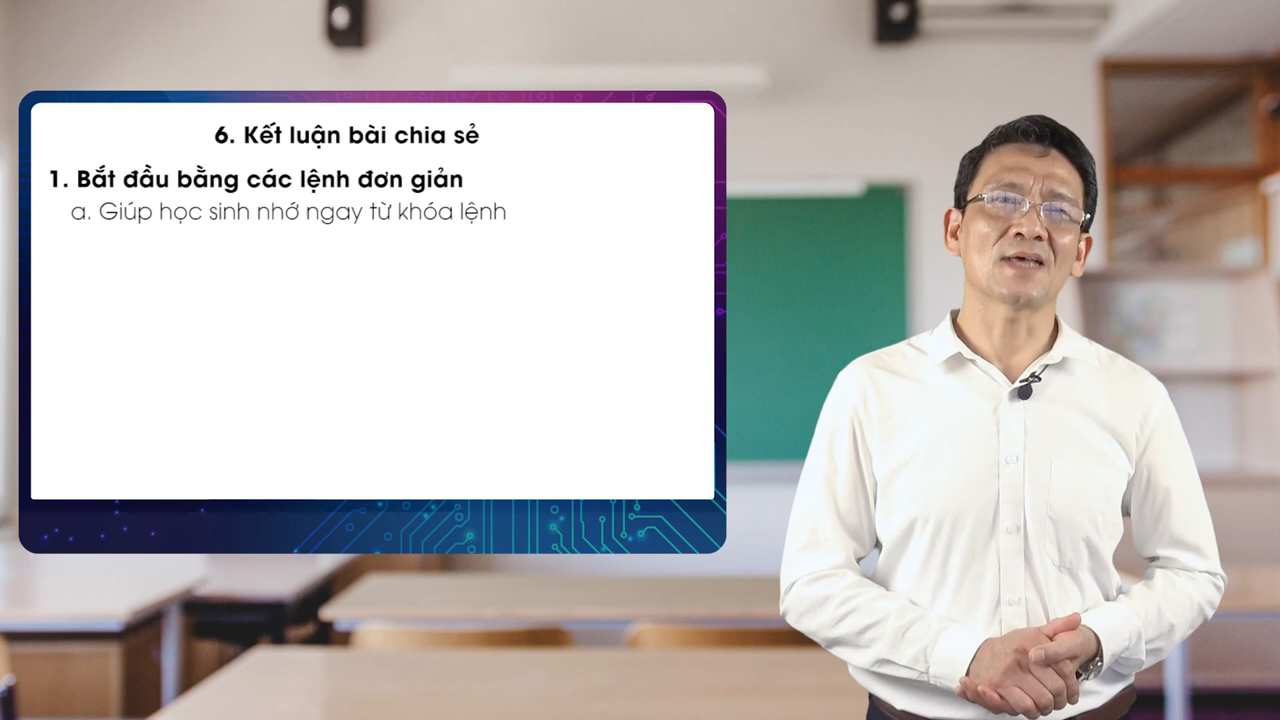 6. Kết luận bài chia sẻ
1. Bắt đầu bằng các lệnh đơn giản
a. Giúp học sinh nhớ ngay từ khóa lệnh